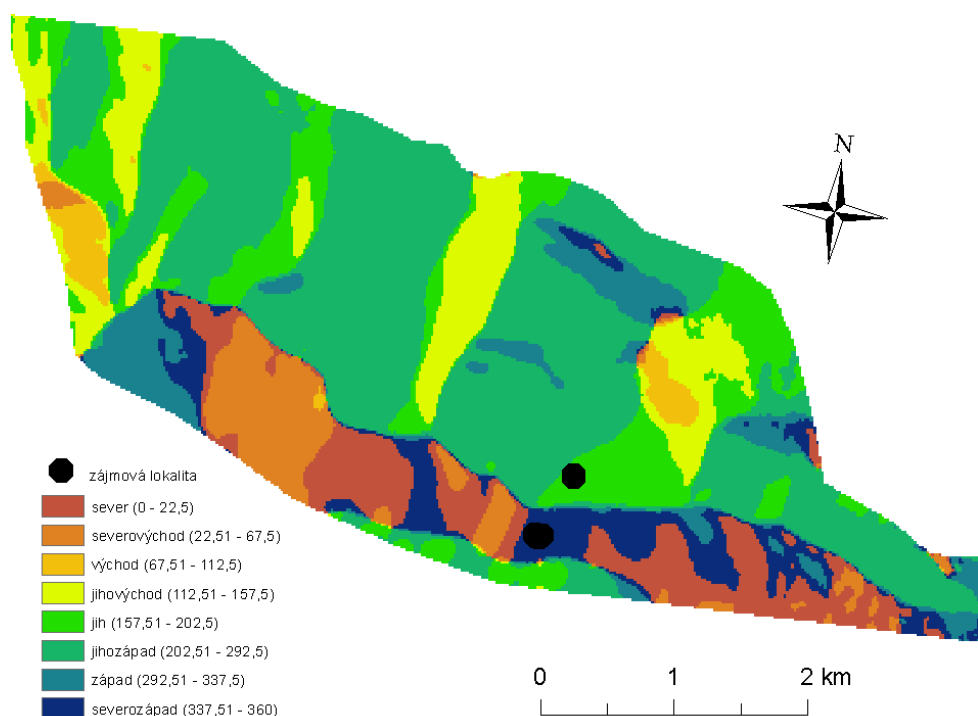 N
zájmová lokalita
sever (0 - 22,5)
severovýchod (22,51 - 67,5)
východ (67,51 - 112,5)
jihovýchod (112,51 - 157,5)
jih (157,51 - 202,5)
jihozápad (202,51 - 292,5)
západ (292,51 - 337,5)
severozápad (337,51 - 360)
0 1 2 km